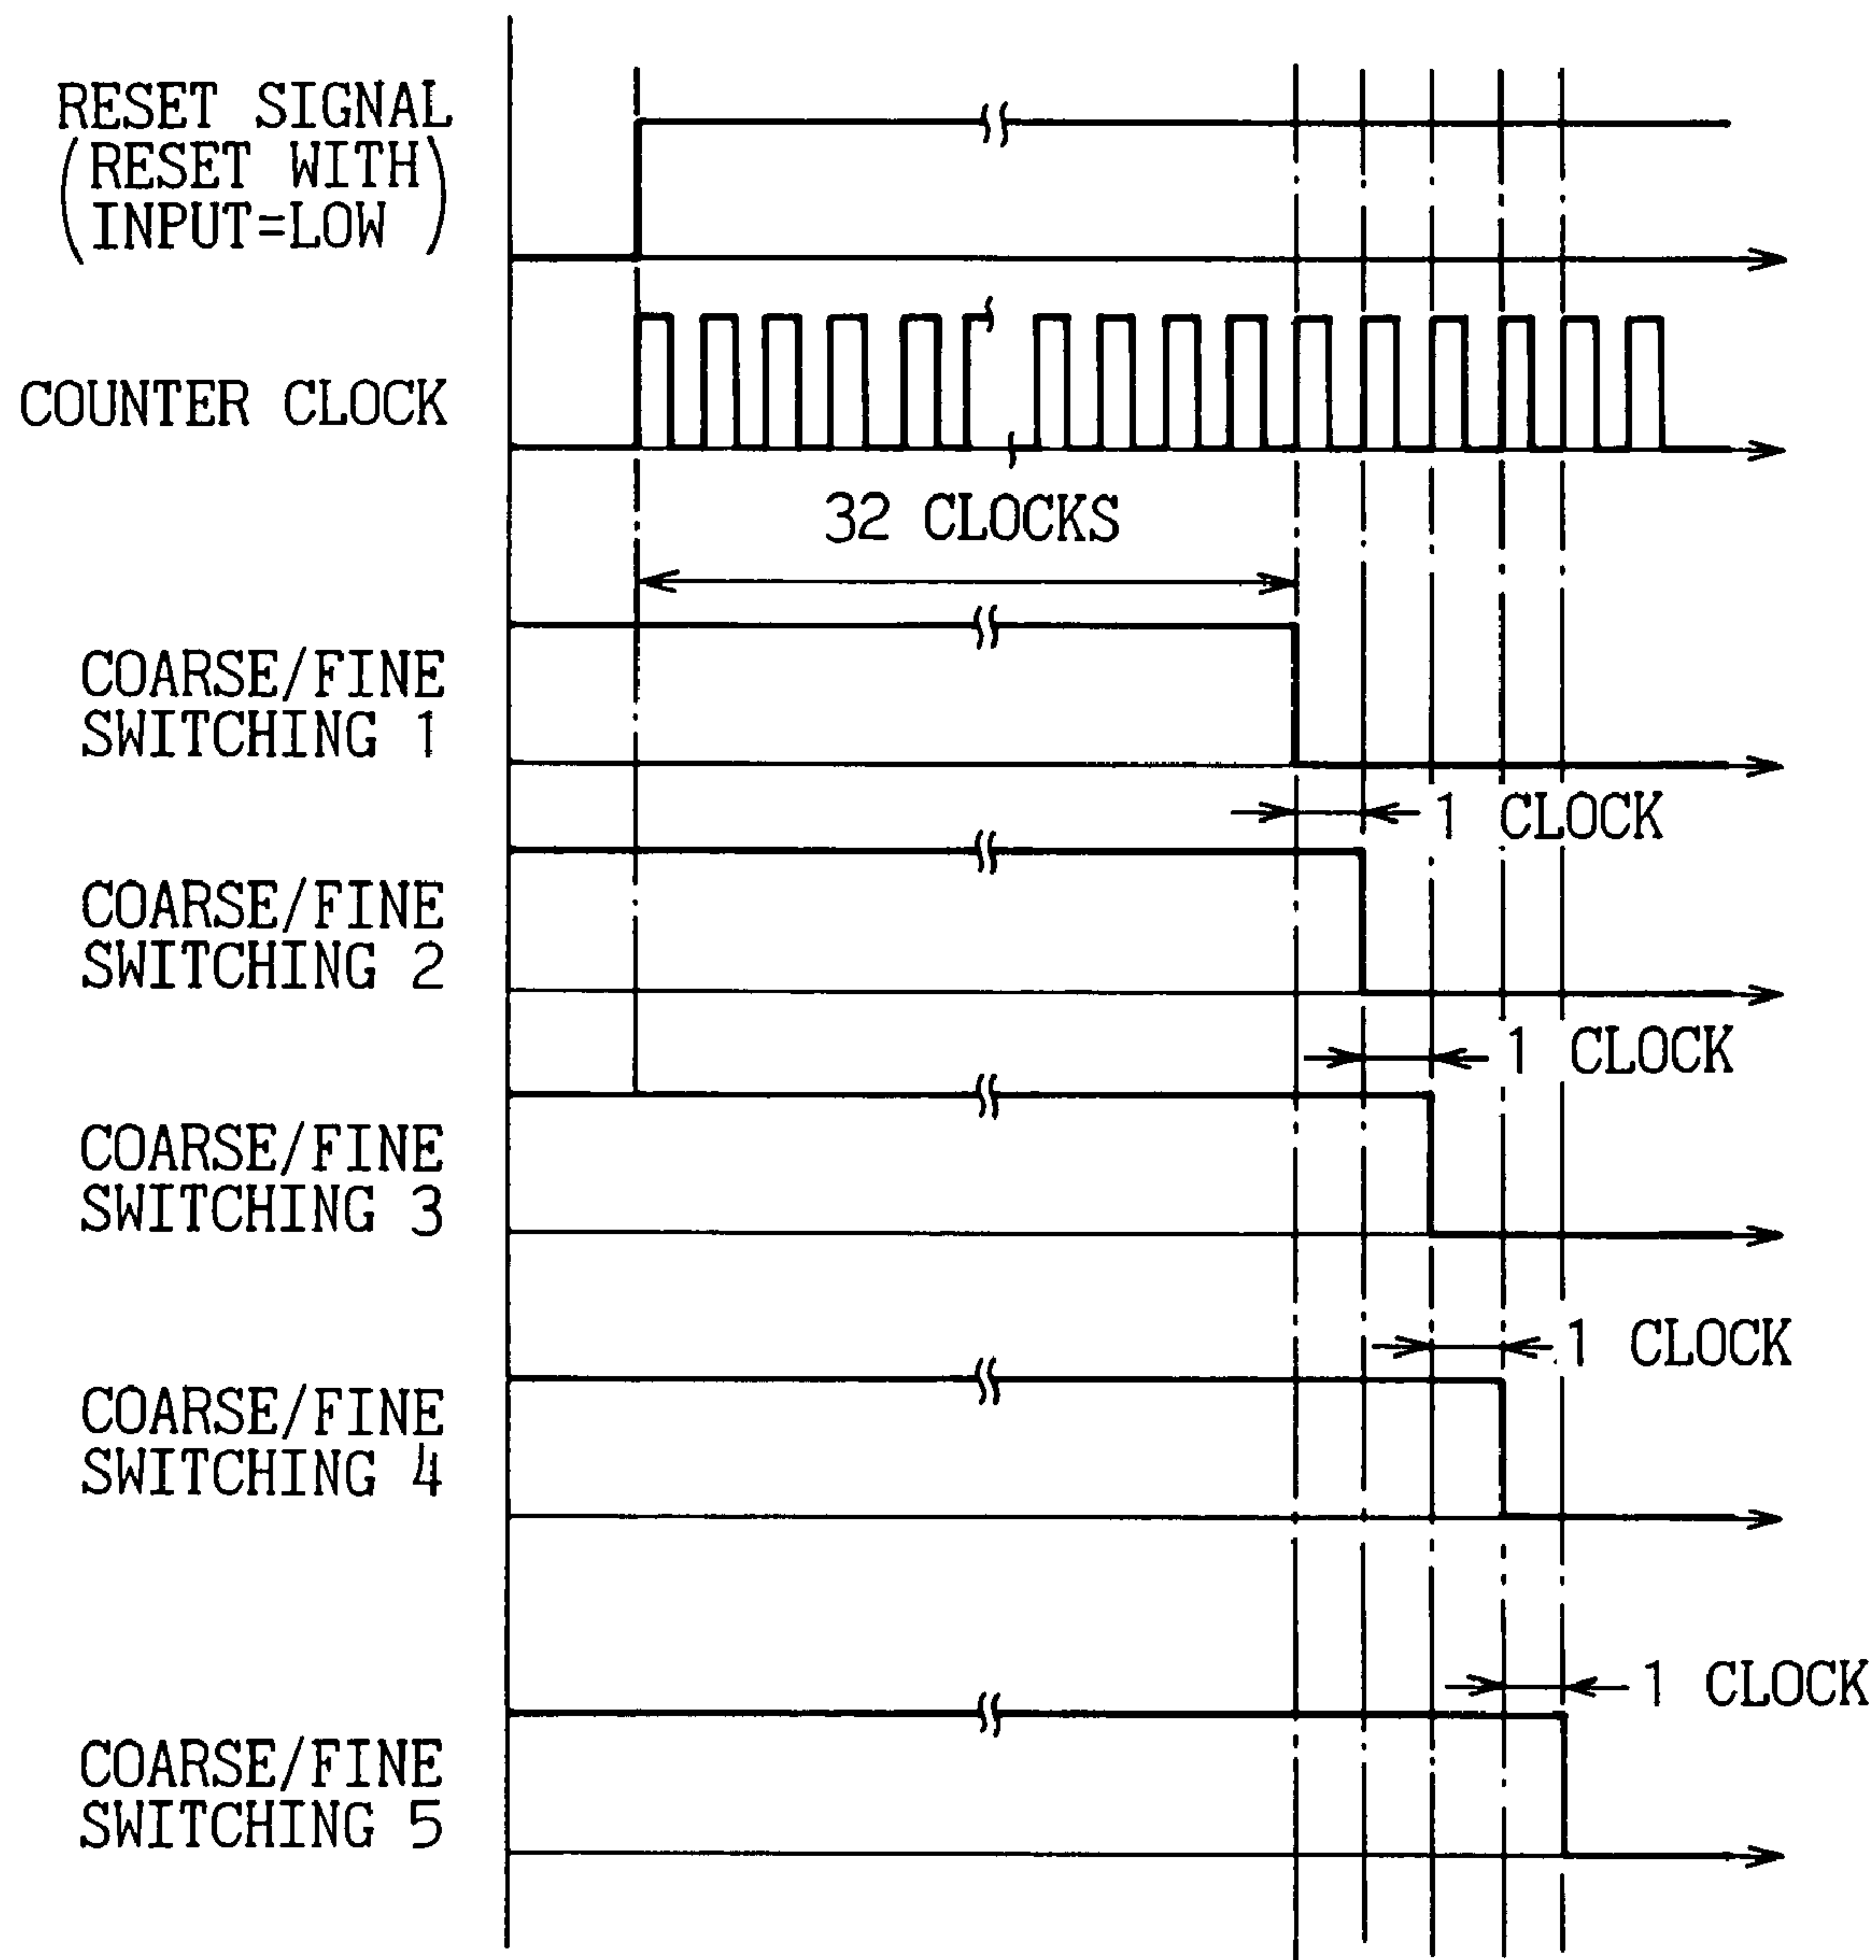 RESET SIGNAL
(RESET WITH
INPUT=LOW )
COUNTER CLOCK
32 CLOCKS
COARSE/FINE
SWITCHING 1
1 CLOCK
COARSE/FINE
SWITCHING 2
1 CLOCK
COARSE/FINE
SWITCHING 3
1 CLOCK
COARSE/FINE
SWITCHING 4
1 CLOCK
COARSE/FINE
SWITCHING 5